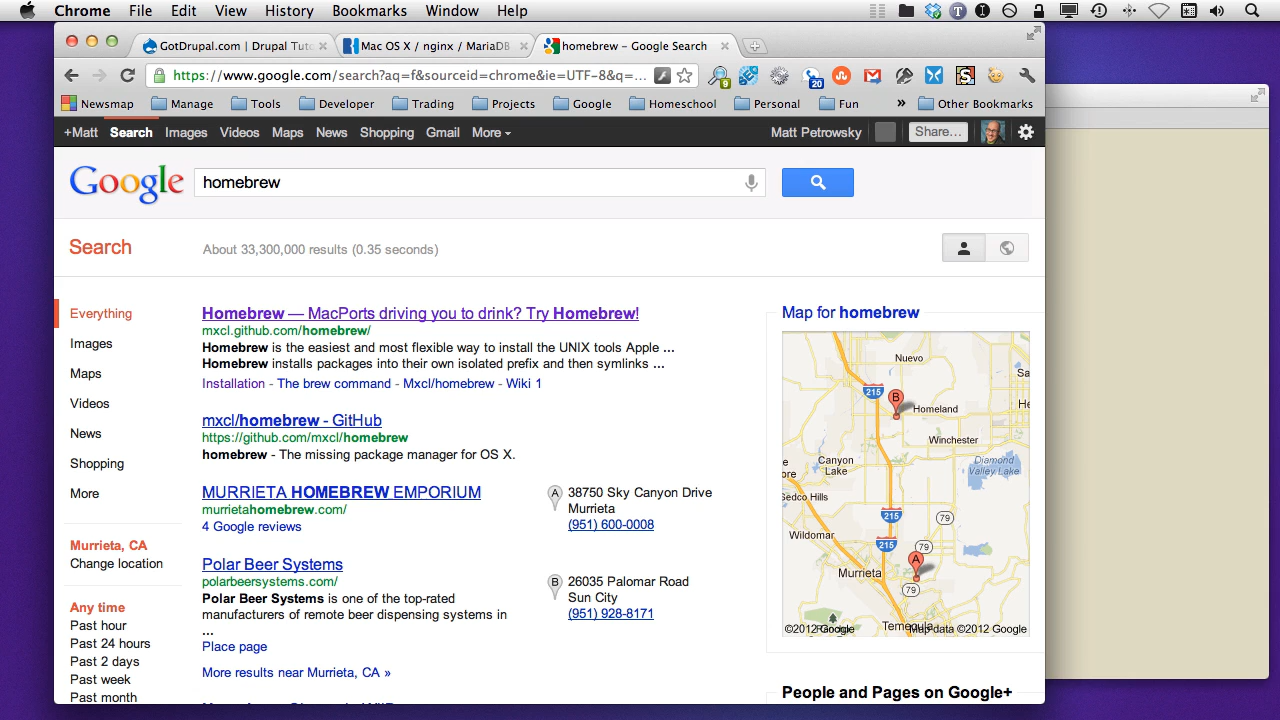 Chrome File Edit View History Bookmarks Window Help
GotDrupal.com | Drupal Tuto
Mac OS X / nginx / MariaDB
homebrew - Google Search
https://www.google.com/search?aq=f&sourceid=chrome&ie=UTF-8&q=...
9
20
Newsmap Manage Tools Developer Trading Projects Google Homeschool Personal Fun » Other Bookmarks
+Matt Search Images Videos Maps News Shopping Gmail More Matt Petrowsky Share...
Google
homebrew
Search
About 33,300,000 results (0.35 seconds)
Everything
Images
Maps
Videos
News
Shopping
More
Murrieta, CA
Change location
Any time
Past hour
Past 24 hours
Past 2 days
Past week
Past month
Homebrew — MacPorts driving you to drink? Try Homebrew!
mxcl.github.com/homebrew/
Homebrew is the easiest and most flexible way to install the UNIX tools Apple ...
Homebrew installs packages into their own isolated prefix and then symlinks ...
Installation - The brew command - Mxcl/homebrew - Wiki 1
mxcl/homebrew - GitHub
https://github.com/mxcl/homebrew
homebrew - The missing package manager for OS X.
MURRIETA HOMEBREW EMPORIUM
murrietahomebrew.com/
4 Google reviews
A 38750 Sky Canyon Drive
Murrieta
(951) 600-0008
Polar Beer Systems
polarbeersystems.com/
Polar Beer Systems is one of the top-rated
manufacturers of remote beer dispensing systems in
...
Place page
B 26035 Palomar Road
Sun City
(951) 928-8171
More results near Murrieta, CA »
Map for homebrew
Nuevo
215
Sa
B
Homeland
He
Winchester
Canyon
Lake
Diamond
Valley Lake
re
Sedco Hills
215
79
Wildomar
215
79
A
Murrieta
79
Temecula
©2012 Google Map data ©2012 Google
People and Pages on Google+